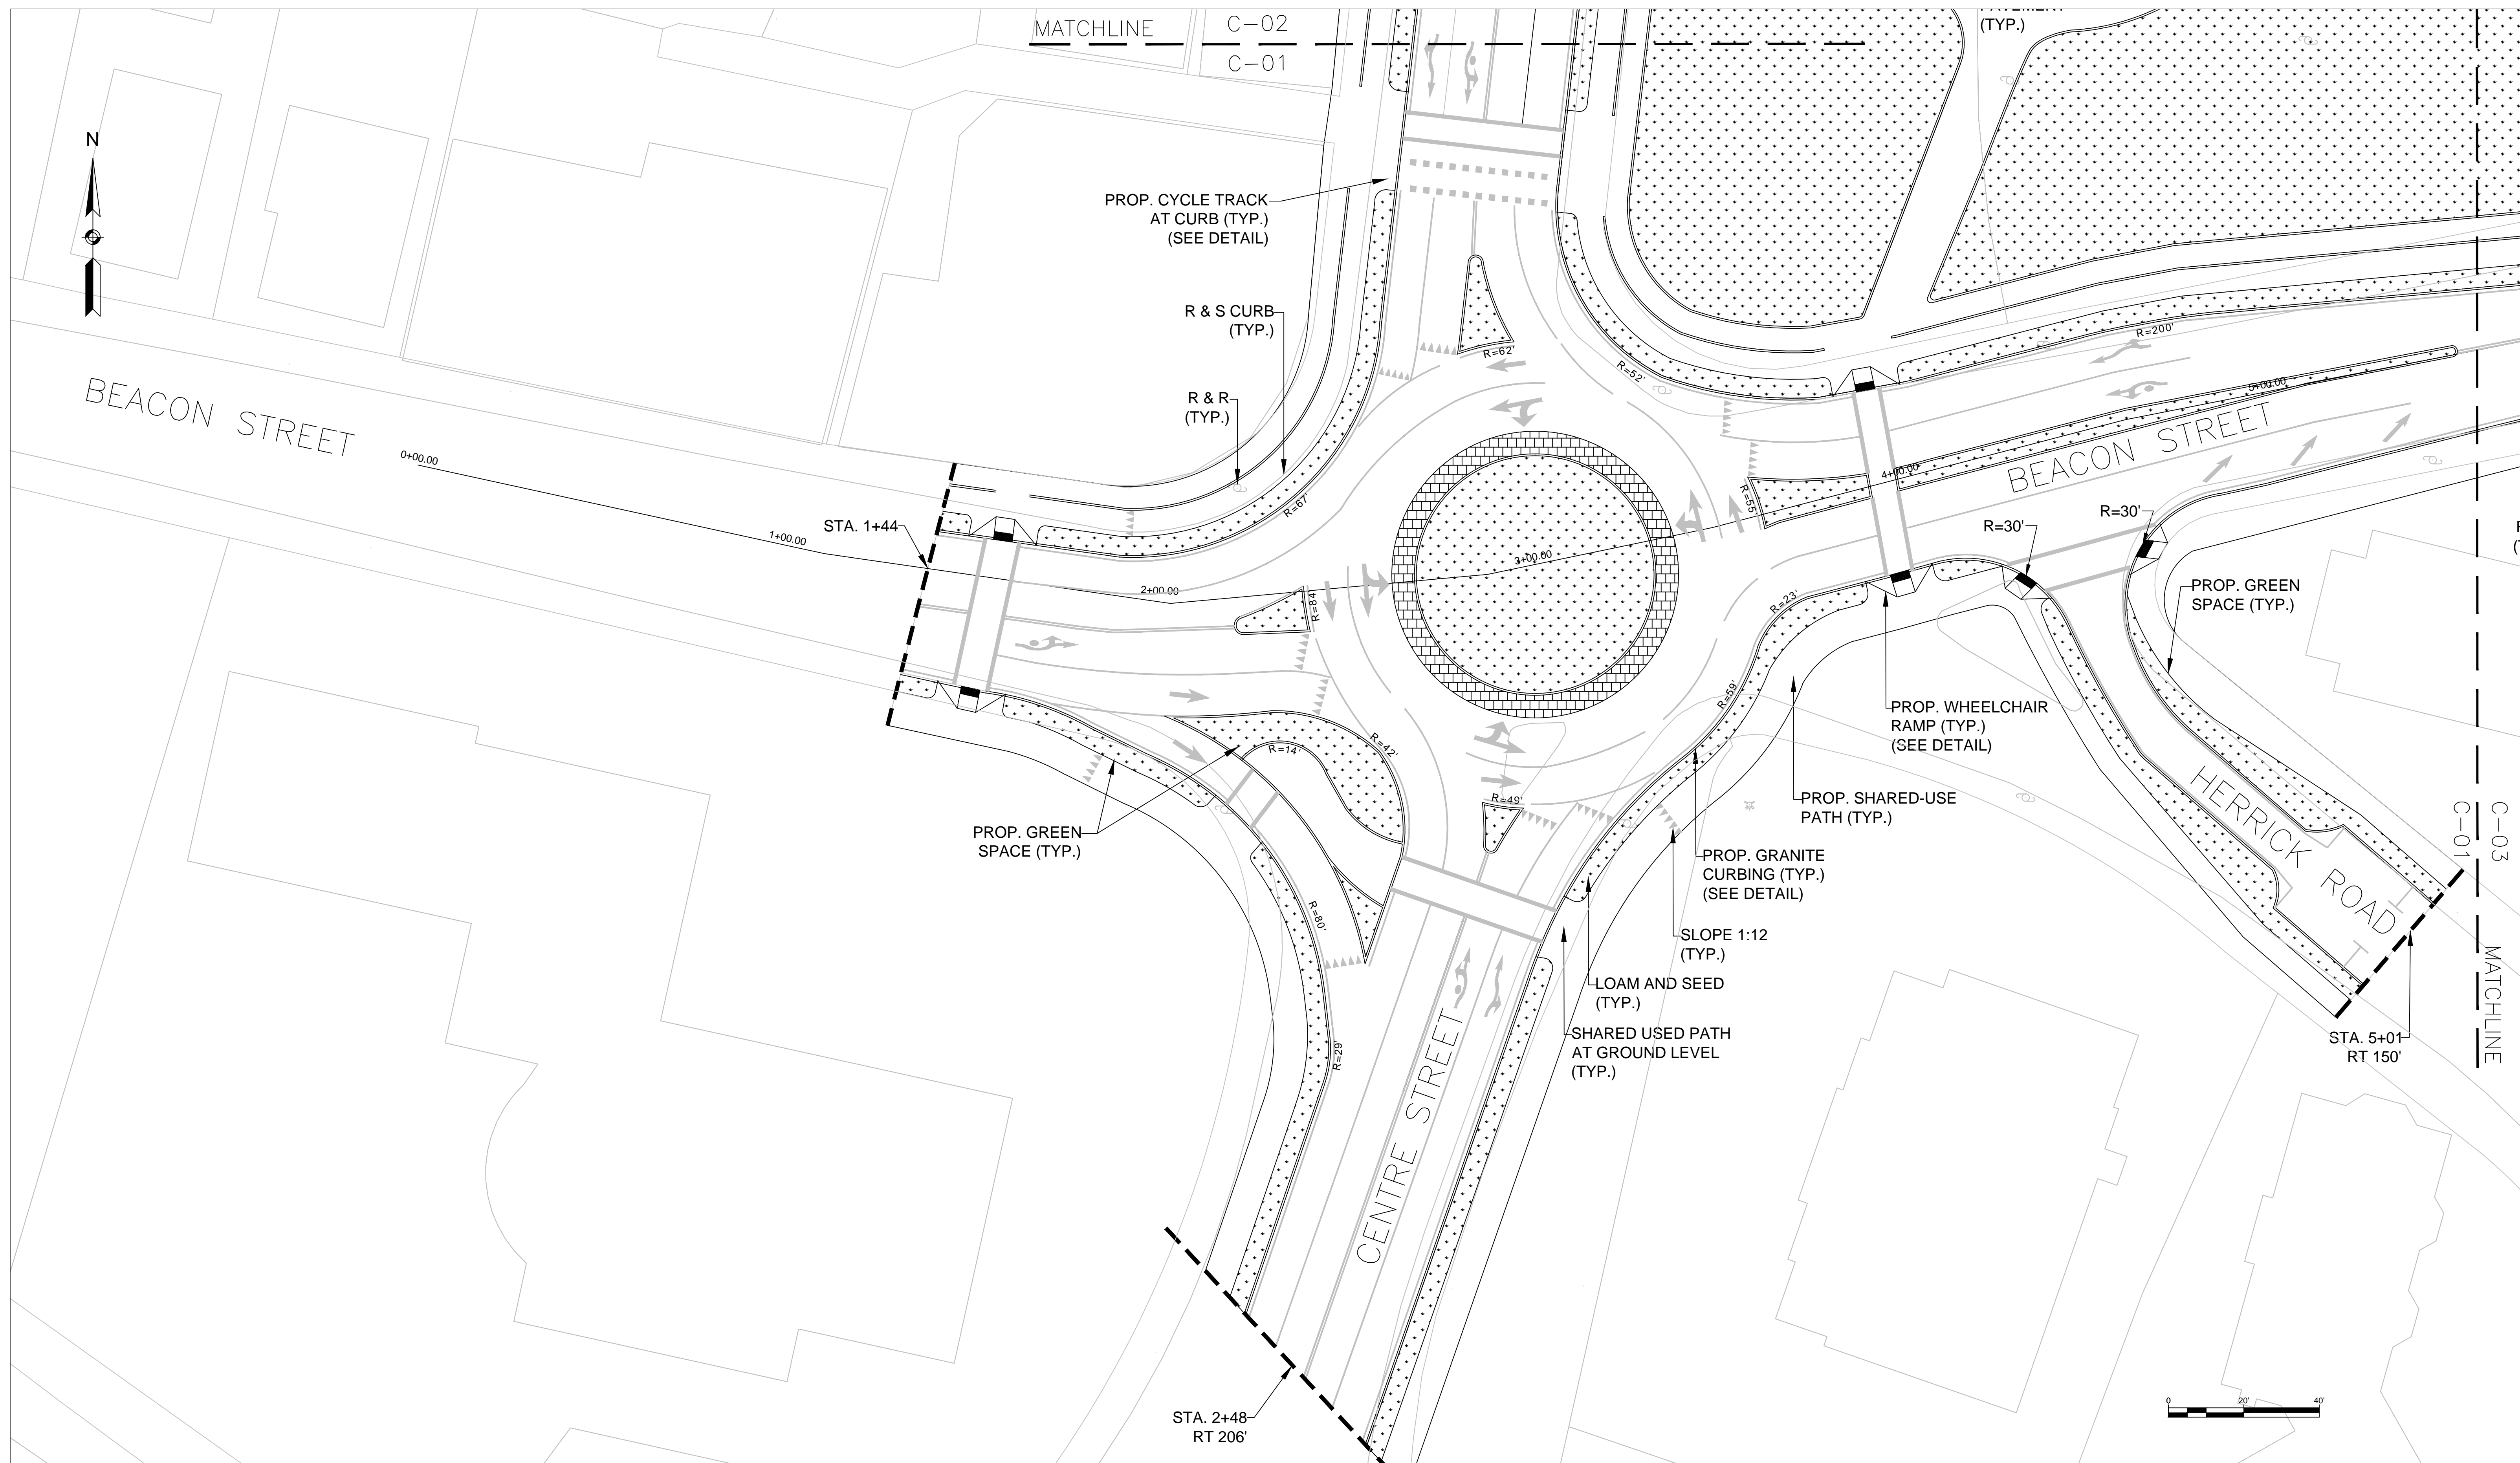 MATCHLINE
C-02
C-01
(TYP.)
N
PROP. CYCLE TRACK
AT CURB (TYP.)
(SEE DETAIL)
R & S CURB
(TYP.)
R=62'
R=52'
R=200'
R & R
(TYP.)
5+00.00
BEACON STREET
BEACON STREET
0+00.00
4+00.00
R=67'
R=55'
STA. 1+44
1+00.00
R=30'
R=30'
3+00.00
2+00.00
R=84'
R=23'
PROP. GREEN
SPACE (TYP.)
R=59'
PROP. WHEELCHAIR
RAMP (TYP.)
(SEE DETAIL)
R=42'
R=14'
R=49'
PROP. SHARED-USE
PATH (TYP.)
HERRICK ROAD
C-03
C-01
MATCHLINE
PROP. GREEN
SPACE (TYP.)
PROP. GRANITE
CURBING (TYP.)
(SEE DETAIL)
R=80'
SLOPE 1:12
(TYP.)
LOAM AND SEED
(TYP.)
SHARED USED PATH
AT GROUND LEVEL
(TYP.)
R=29'
CENTRE STREET
STA. 5+01
RT 150'
STA. 2+48
RT 206'
0 20' 40'